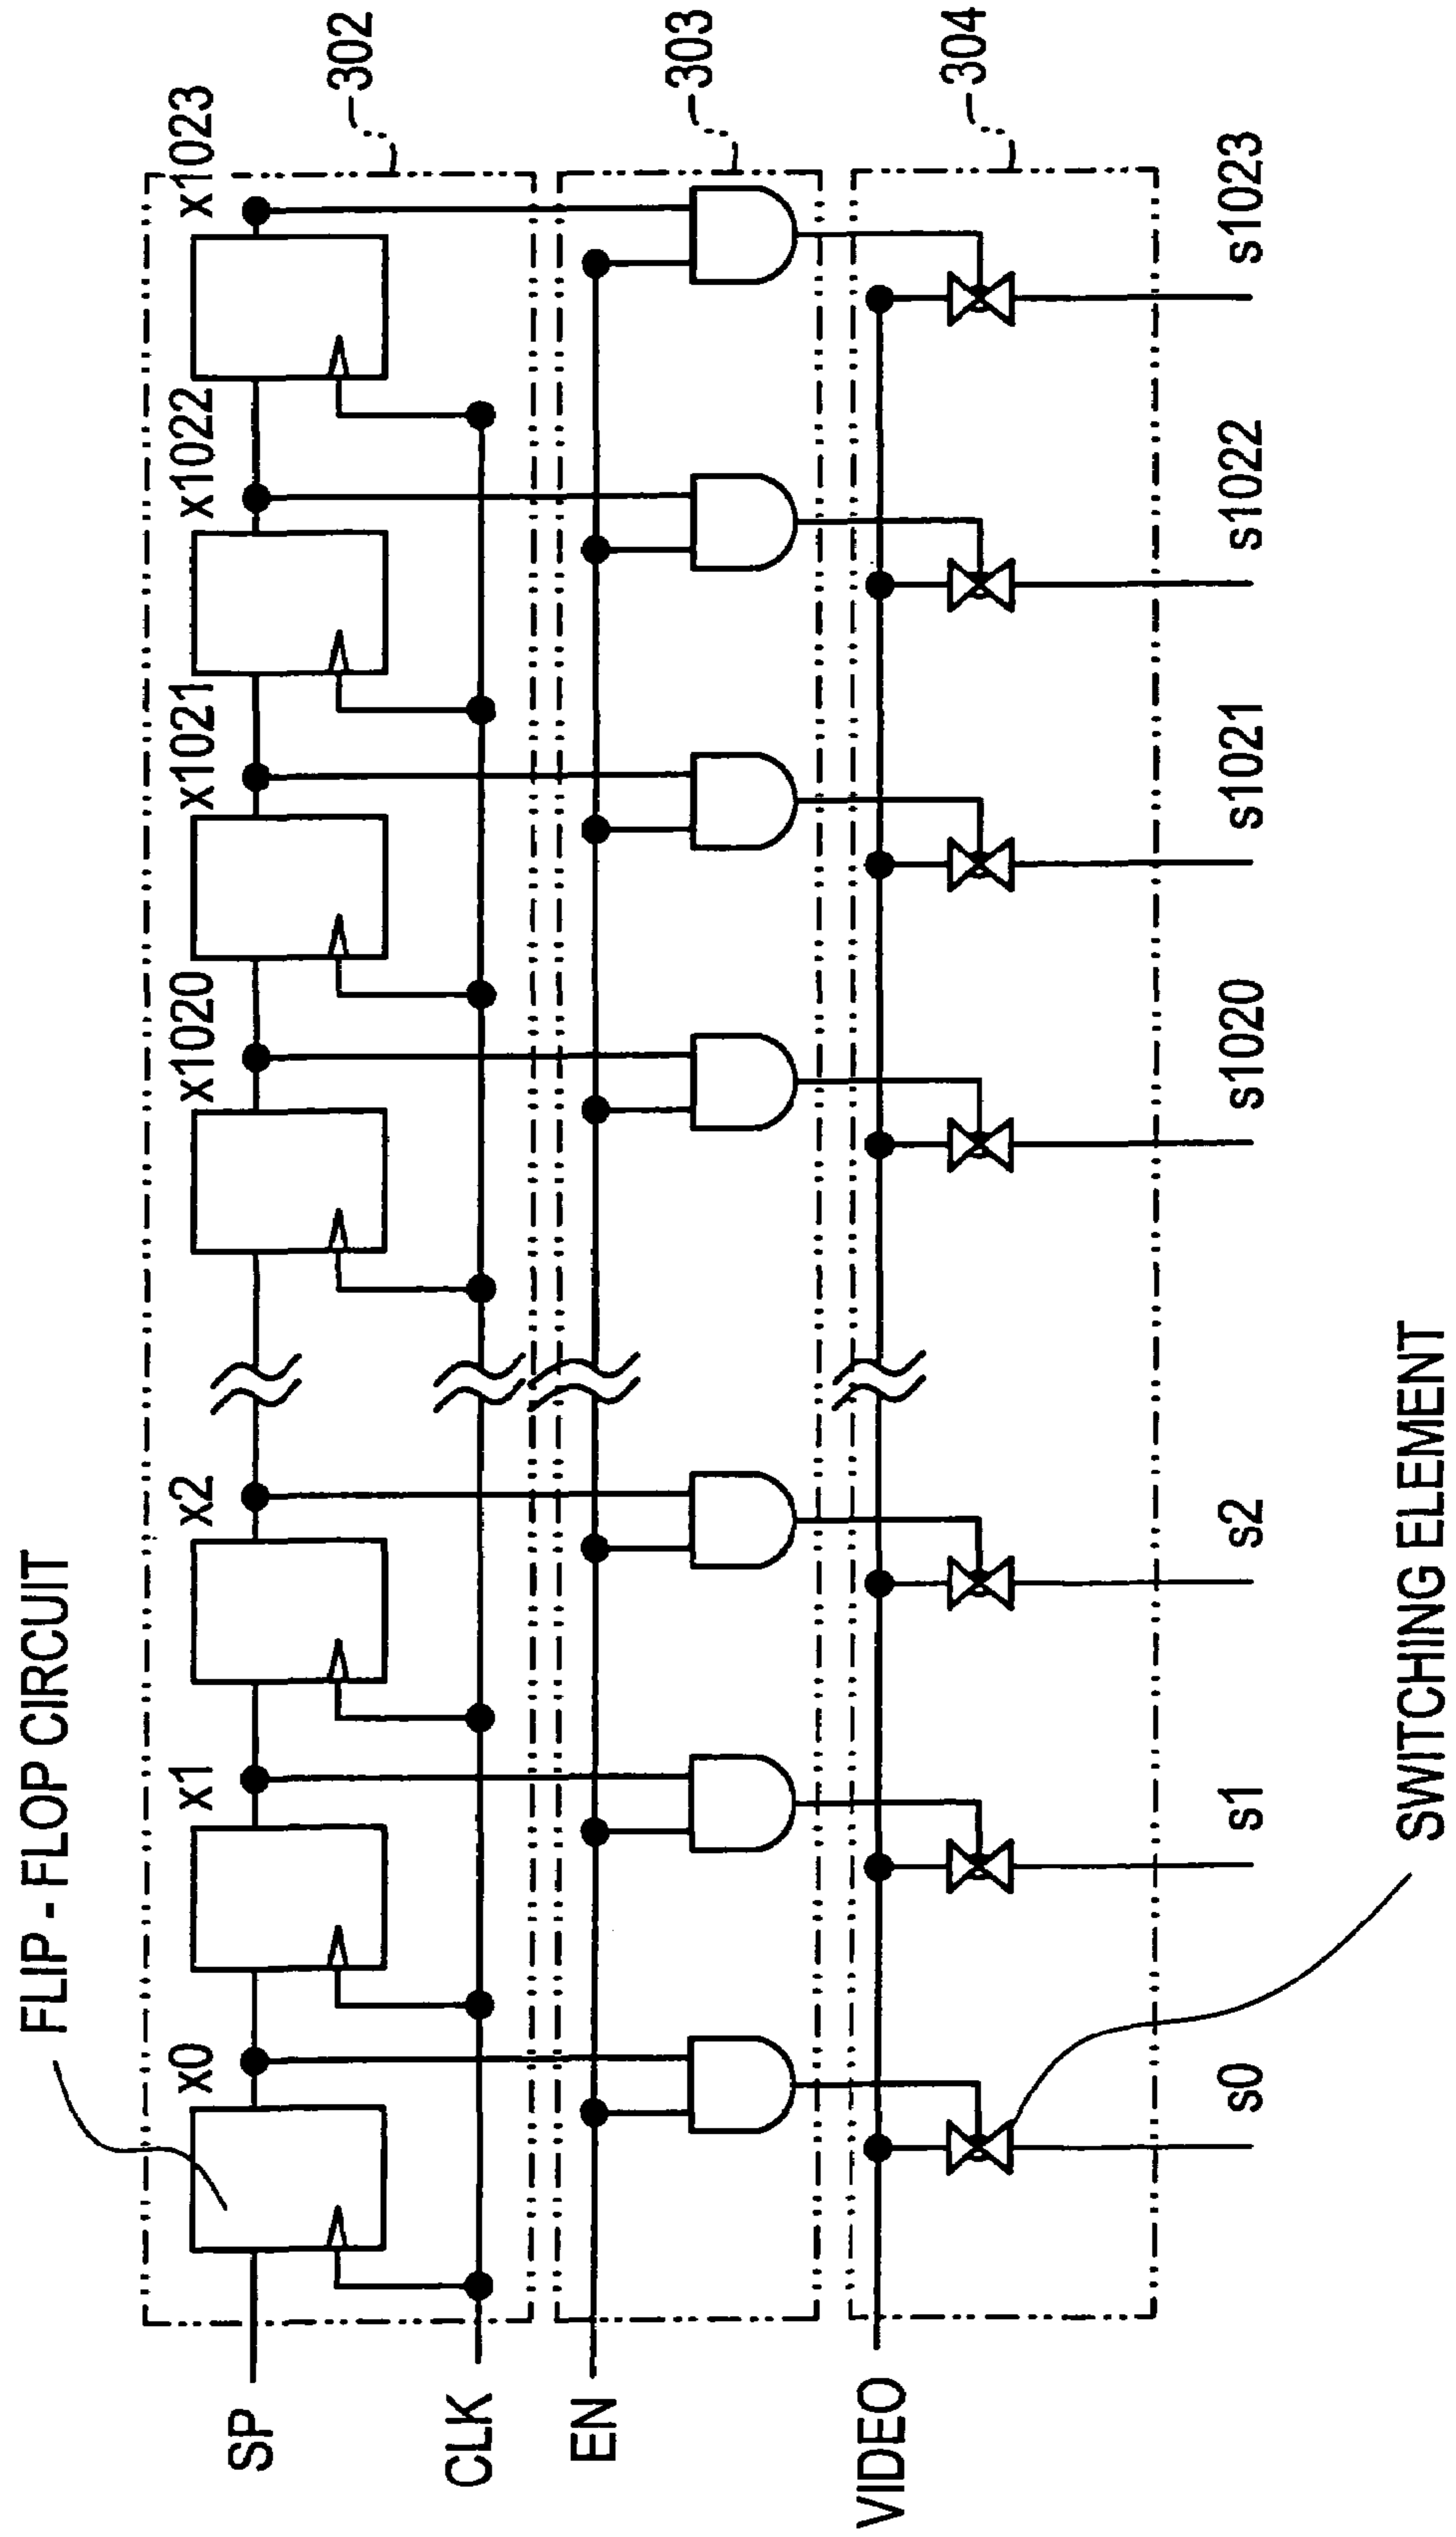 FLIP - FLOP CIRCUIT
x0
x1
x2
x1020
x1021
x1022
x1023
302
SP
CLK
303
EN
304
VIDEO
s0
s1
s2
s1020
s1021
s1022
s1023
SWITCHING ELEMENT